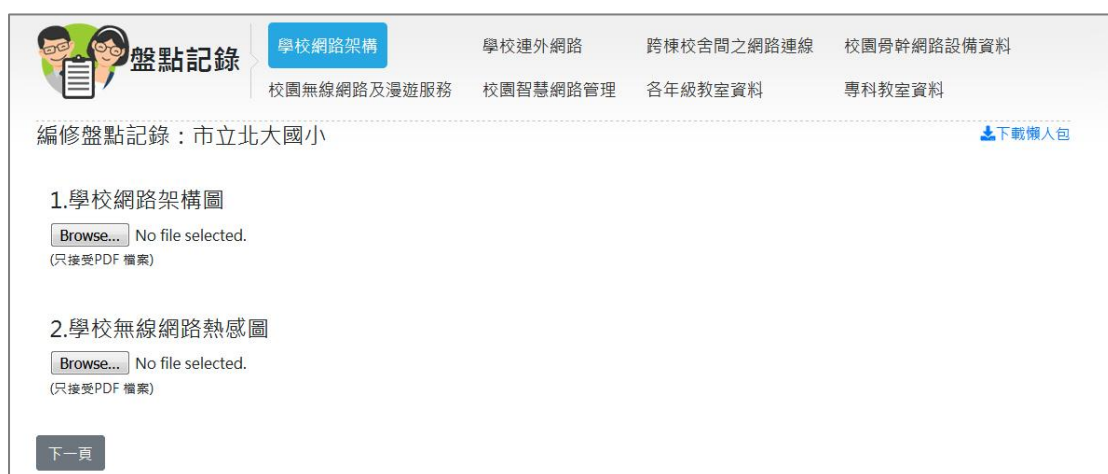 盤點記錄
學校網路架構 學校連外網路 跨棟校舍間之網路連線 校園骨幹網路設備資料
校園無線網路及漫遊服務 校園智慧網路管理 各年級教室資料 專科教室資料
編修盤點記錄：市立北大國小 下載懶人包
1.學校網路架構圖
Browse... No file selected.
(只接受PDF 檔案)
2.學校無線網路熱感圖
Browse... No file selected.
(只接受PDF 檔案)
下一頁